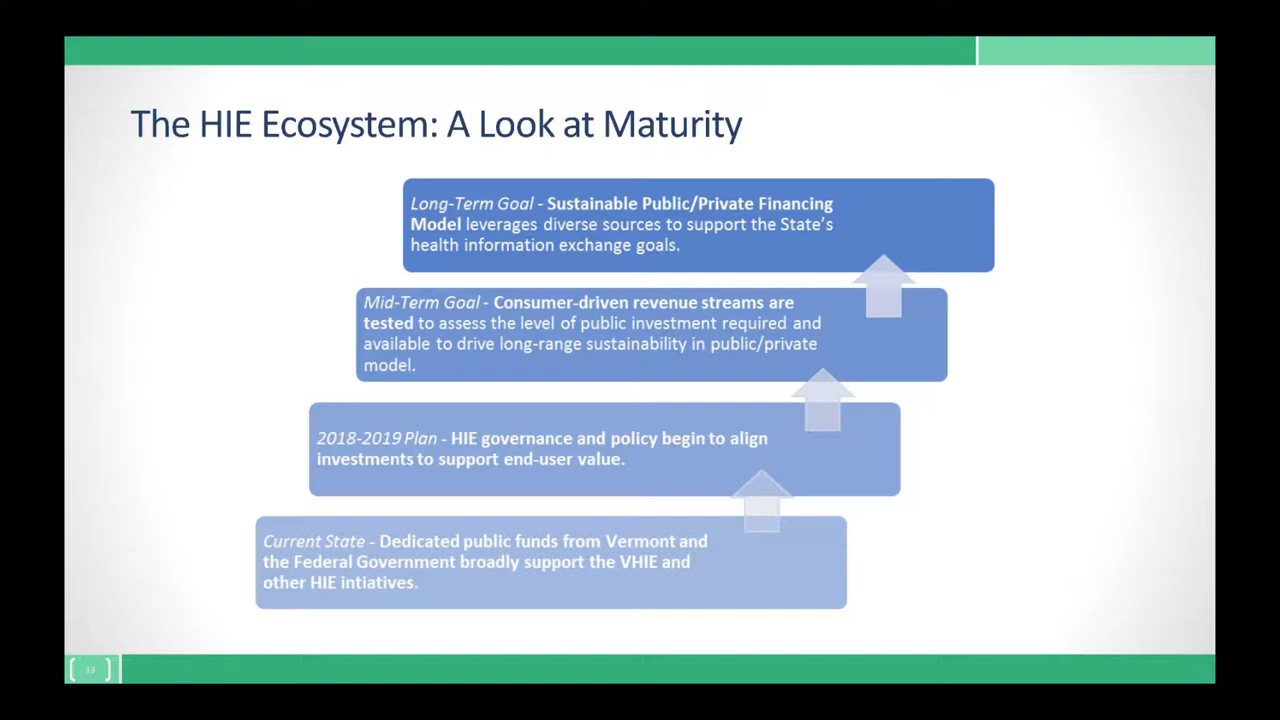 The HIE Ecosystem: A Look at Maturity
Long-Term Goal - Sustainable Public/Private Financing
Model leverages diverse sources to support the State’s
health information exchange goals.
Mid-Term Goal - Consumer-driven revenue streams are
tested to assess the level of public investment required and
available to drive long-range sustainability in public/private
model.
2018-2019 Plan - HIE governance and policy begin to align
investments to support end-user value.
Current State - Dedicated public funds from Vermont and
the Federal Government broadly support the VHIE and
other HIE intiatives.
13